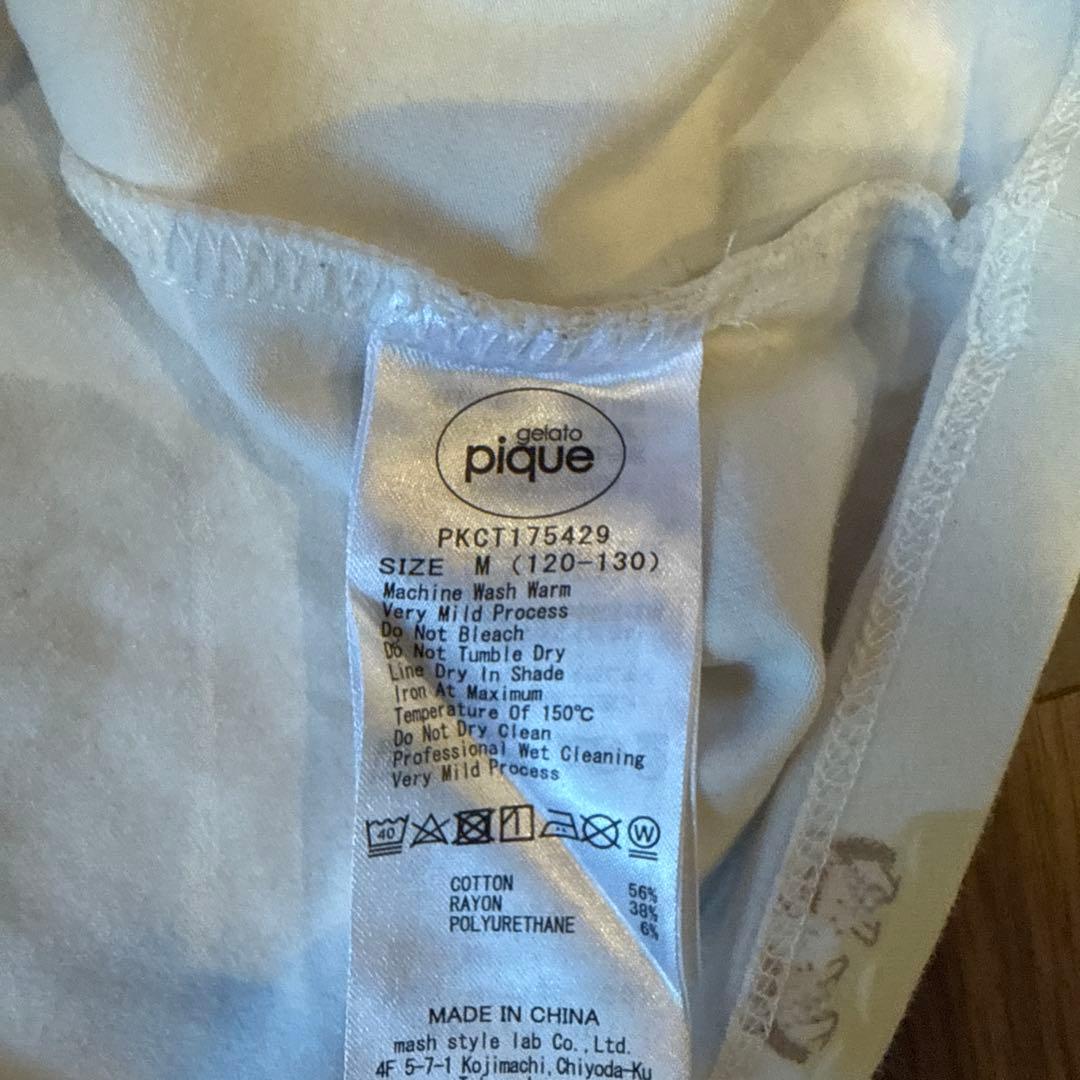 gelato
pique
PKCT175429
SIZE M (120-130)
Machine Wash Warm
Very Mild Process
Do Not Bleach
Do Not Tumble Dry
Line Dry In Shade
Iron At Maximum
Temperature Of 150℃
Do Not Dry Clean
Professional Wet Cleaning
Very Mild Process
40 W
COTTON 56%
RAYON 38%
POLYURETHANE 6%
MADE IN CHINA
mash style lab Co.,Ltd.
4F 5-7-1 Kojimachi,Chiyoda-Ku